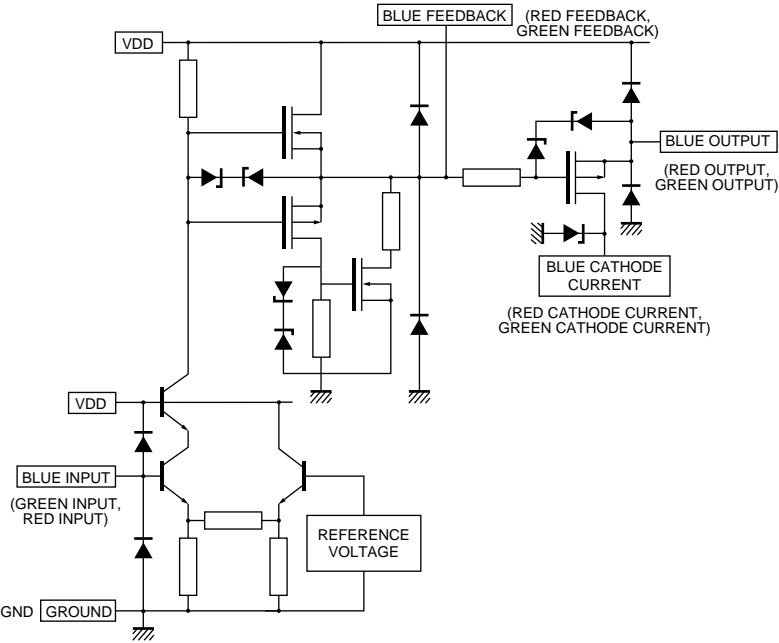 BLUE FEEDBACK
(RED FEEDBACK,
GREEN FEEDBACK)
VDD
BLUE OUTPUT
(RED OUTPUT,
GREEN OUTPUT)
BLUE CATHODE
CURRENT
(RED CATHODE CURRENT,
GREEN CATHODE CURRENT)
VDD
BLUE INPUT
(GREEN INPUT,
RED INPUT)
REFERENCE
VOLTAGE
GND GROUND